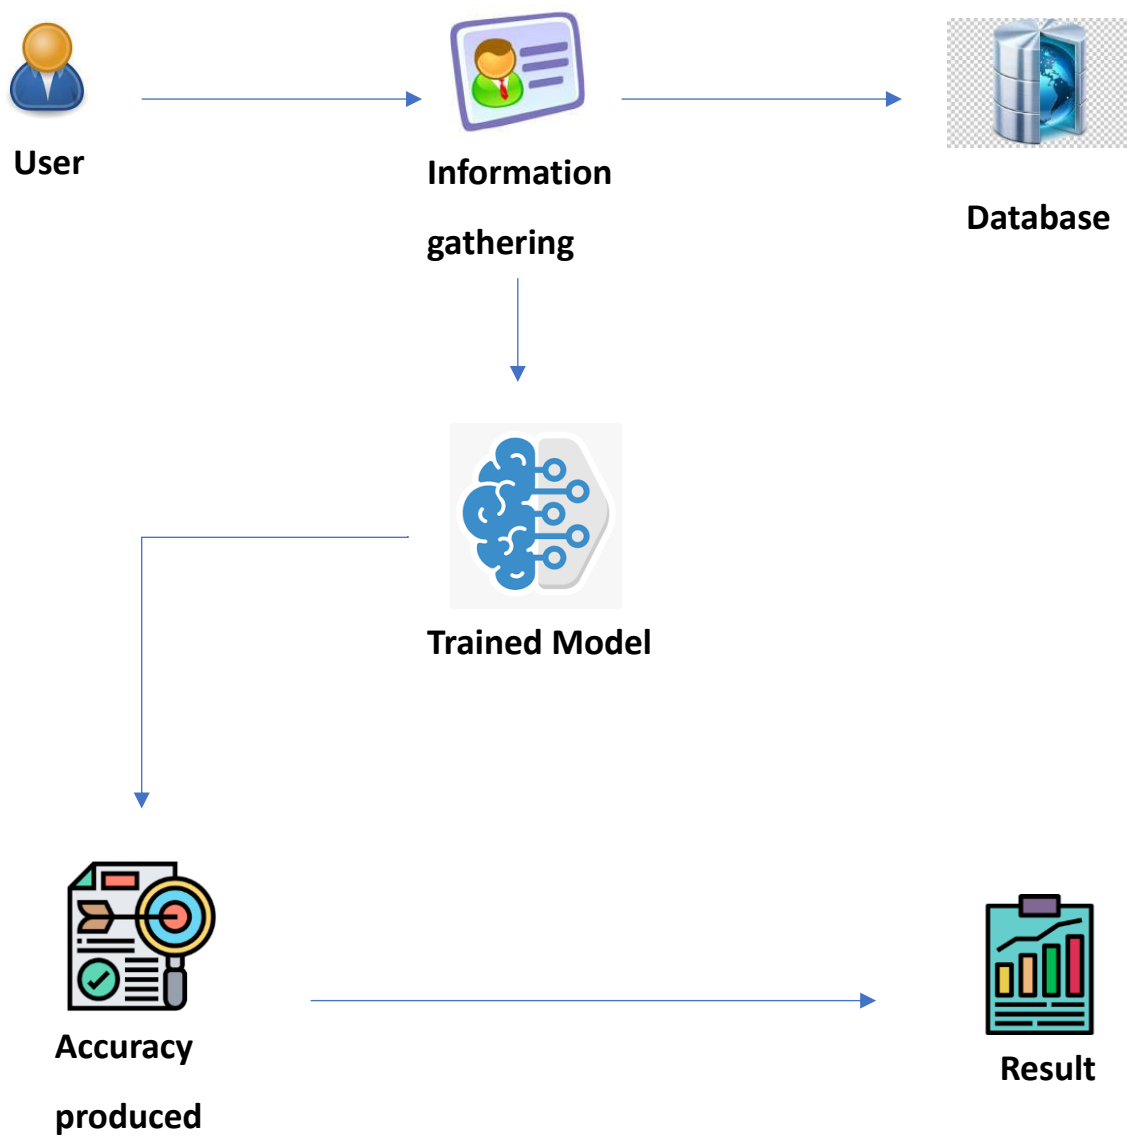 User
Information
gathering
Database
Trained Model
Accuracy
produced
Result